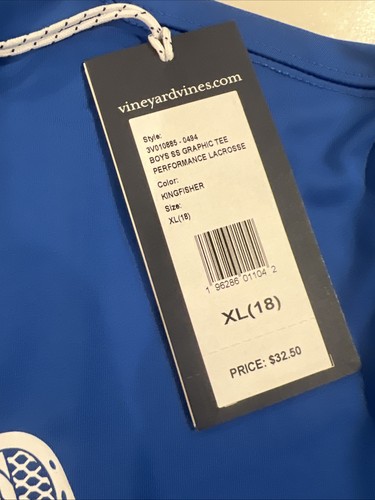 vineyardvines.com
Style:
3V010885 - 0494
BOYS SS GRAPHIC TEE
PERFORMANCE LACROSSE
Color:
KINGFISHER
Size:
XL(18)
1 96286 01104 2
XL(18)
PRICE: $32.50